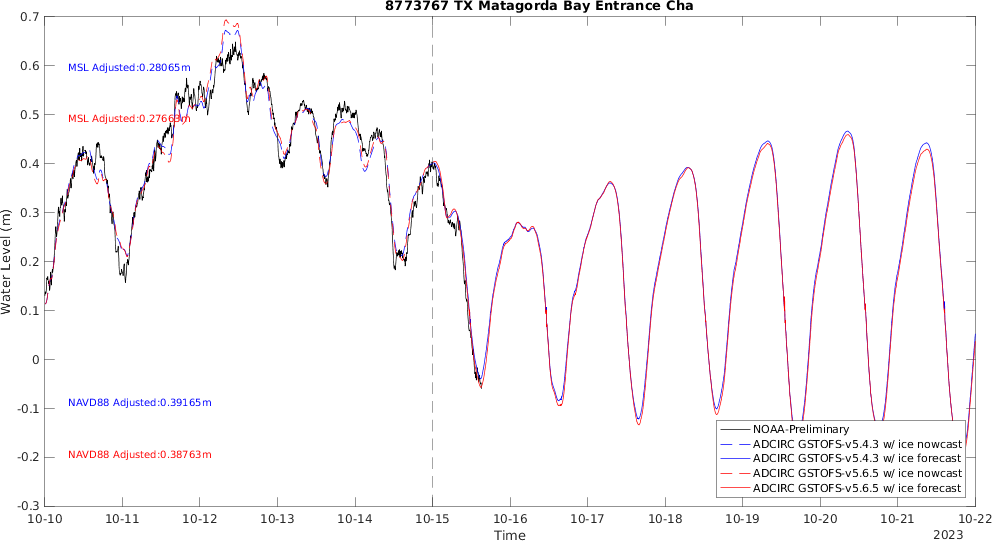 8773767 TX Matagorda Bay Entrance Cha
0.7
0.6
0.5
0.4
0.3
0.2
0.1
0
-0.1
-0.2
-0.3
Water Level (m)
MSL Adjusted:0.28065m
MSL Adjusted:0.27663m
NAVD88 Adjusted:0.39165m
NAVD88 Adjusted:0.38763m
NOAA-Preliminary
ADCIRC GSTOFS-v5.4.3 w/ ice nowcast
ADCIRC GSTOFS-v5.4.3 w/ ice forecast
ADCIRC GSTOFS-v5.6.5 w/ ice nowcast
ADCIRC GSTOFS-v5.6.5 w/ ice forecast
10-10 10-11 10-12 10-13 10-14 10-15 10-16 10-17 10-18 10-19 10-20 10-21 10-22
Time
2023